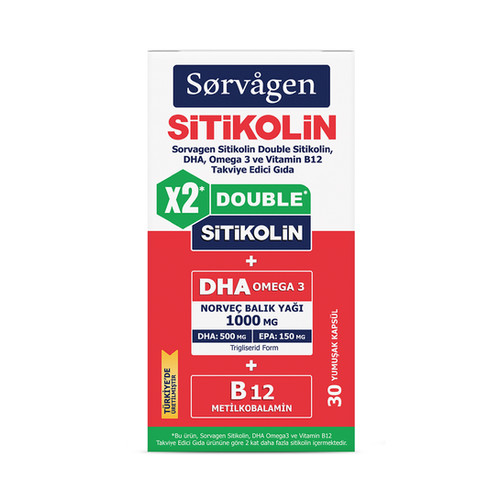 Sørvågen
SİTİKOLİN
Sorvagen Sitikolin Double Sitikolin,
DHA, Omega 3 ve Vitamin B12
Takviye Edici Gıda
X2* DOUBLE*
SİTİKOLİN
+
DHA OMEGA 3
NORVEÇ BALIK YAĞI
1000 MG
DHA: 500 MG EPA: 150 MG
Trigliserid Form
+
B12
METİLKOBALAMİN
TÜRKİYE'DE
ÜRETİLMİŞTİR
30 YUMUŞAK KAPSÜL
*Bu ürün, Sorvagen Sitikolin, DHA Omega3 ve Vitamin B12
Takviye Edici Gıda ürününe göre 2 kat daha fazla sitikolin içermektedir.